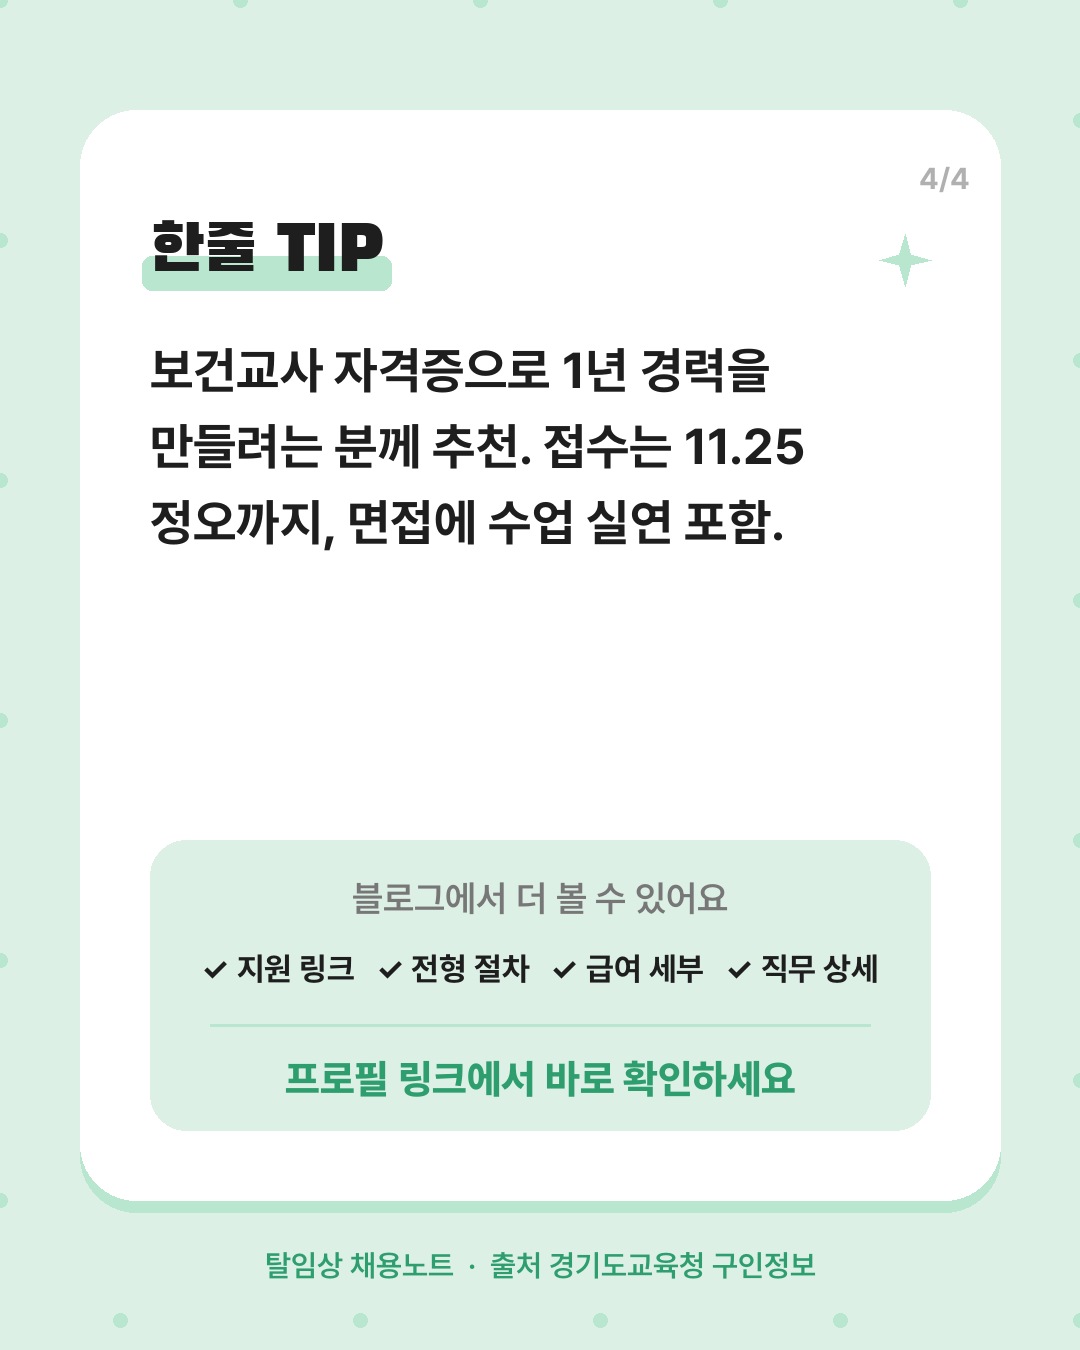 4/4
한줄 TIP
보건교사 자격증으로 1년 경력을
만들려는 분께 추천. 접수는 11.25
정오까지, 면접에 수업 실연 포함.
블로그에서 더 볼 수 있어요
✓ 지원 링크 ✓ 전형 절차 ✓ 급여 세부 ✓ 직무 상세
프로필 링크에서 바로 확인하세요
탈임상 채용노트 · 출처 경기도교육청 구인정보